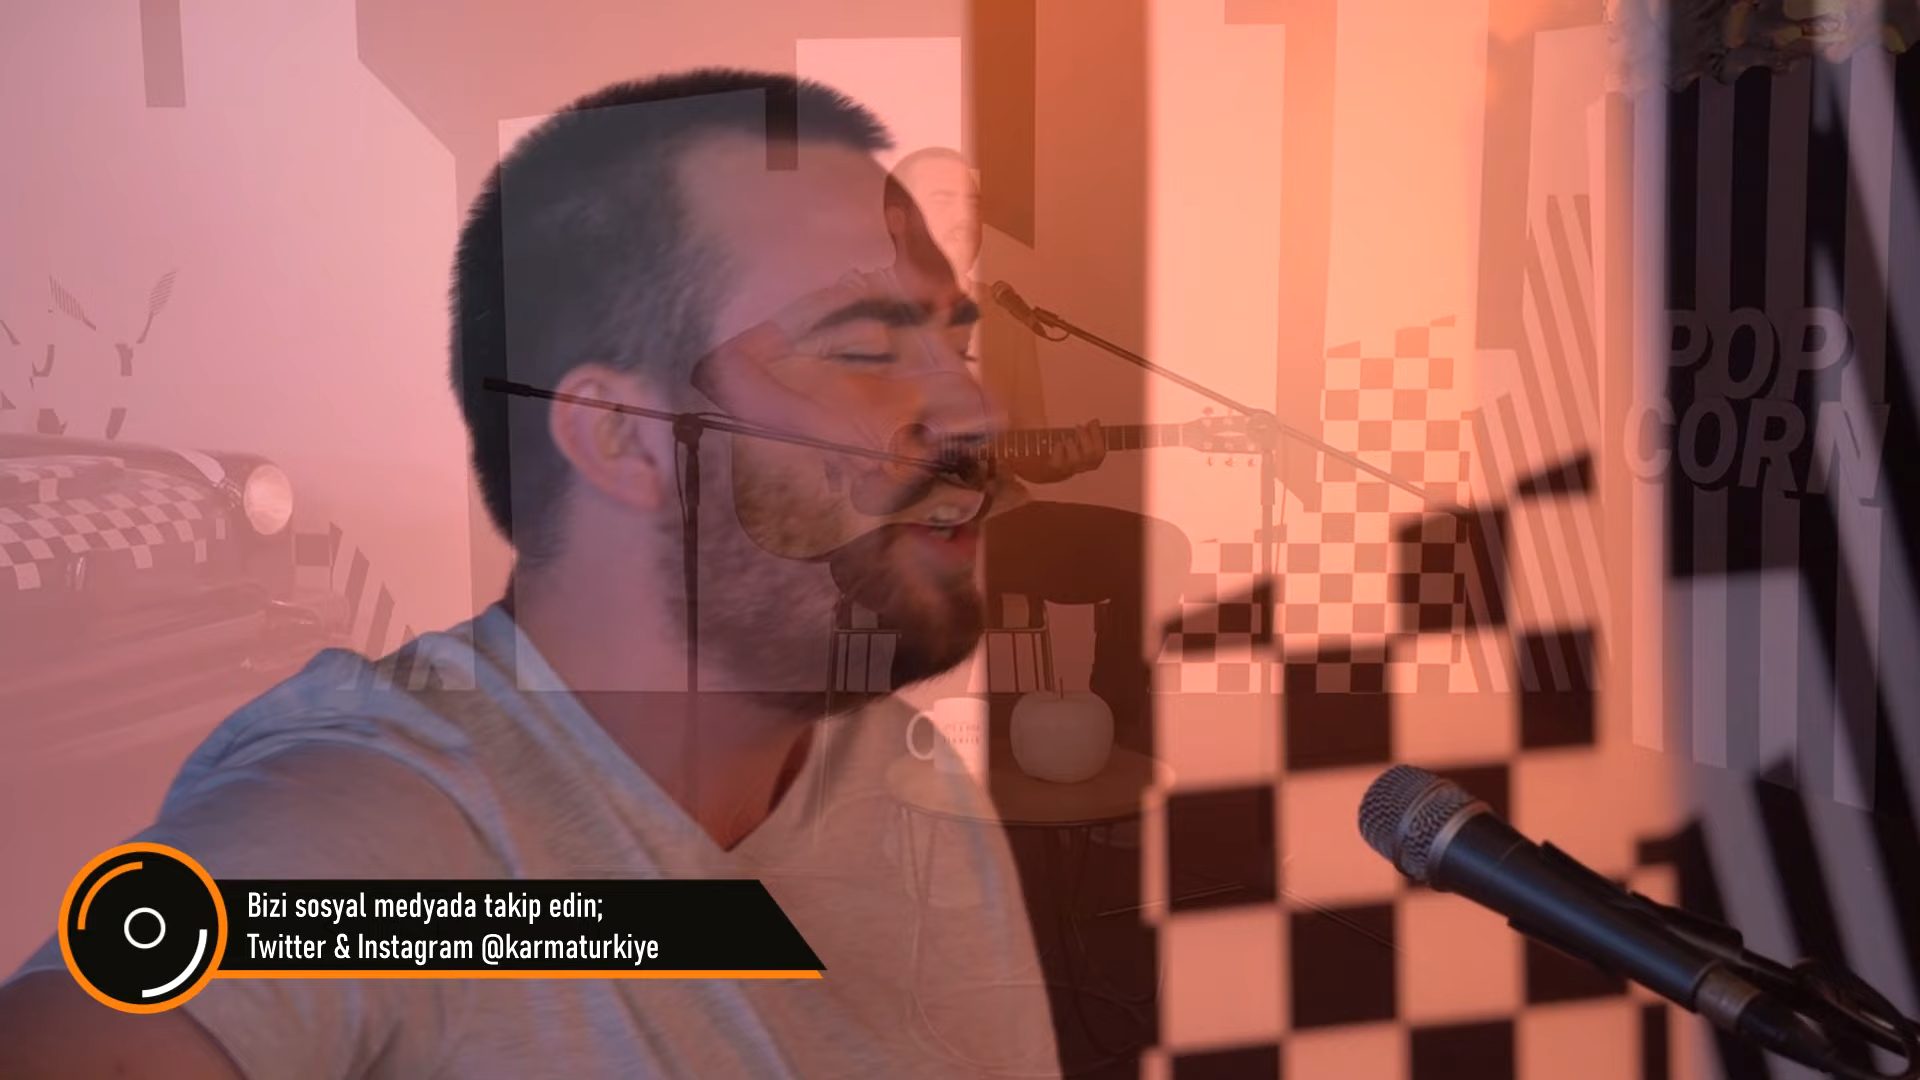 POP
CORN
Bizi sosyal medyada takip edin;
Twitter & Instagram @karmaturkiye